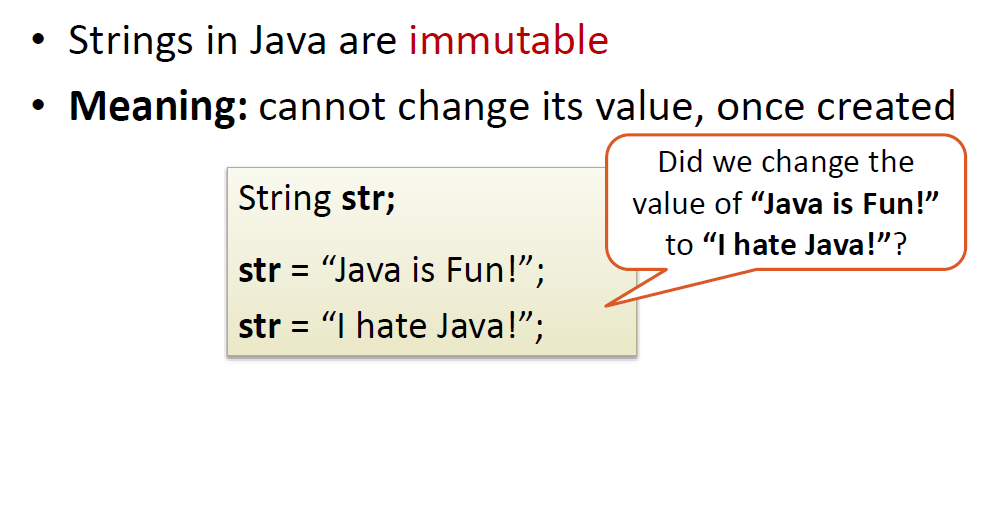 • Strings in Java are immutable
• Meaning: cannot change its value, once created
Did we change the
value of “Java is Fun!”
to “I hate Java!”?
String str;
str = “Java is Fun!”;
str = “I hate Java!”;